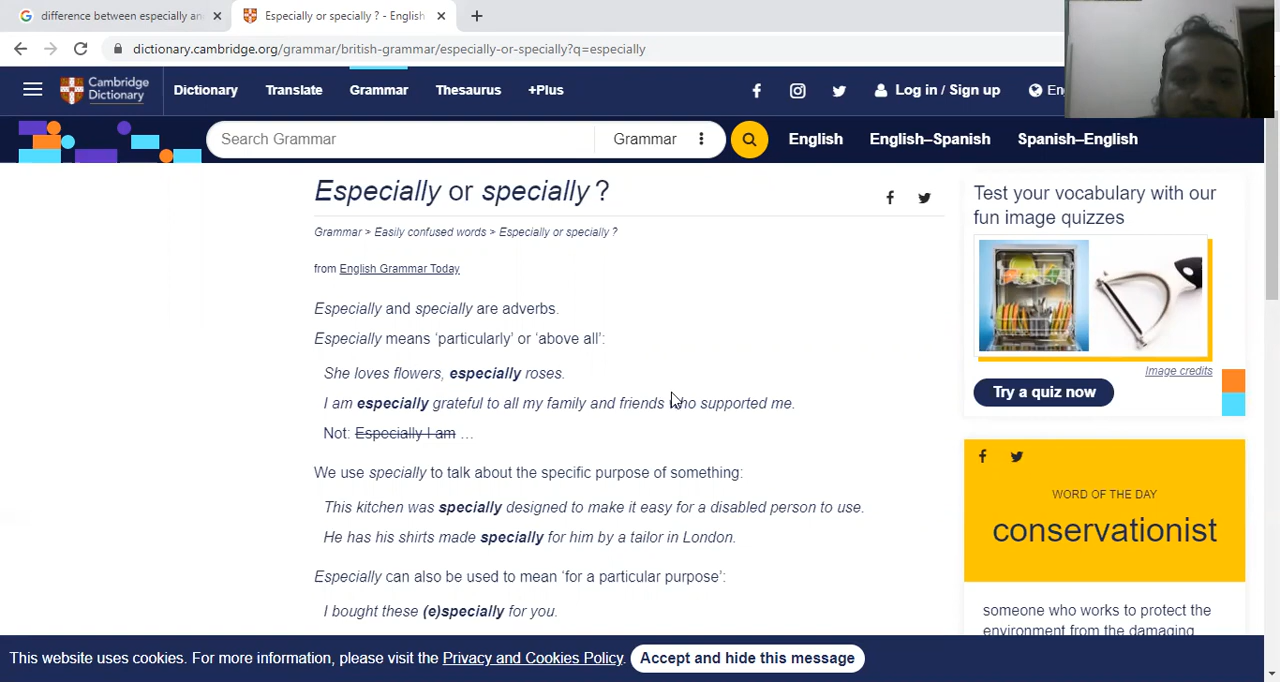 difference between especially an
Especially or specially ? - English
dictionary.cambridge.org/grammar/british-grammar/especially-or-specially?q=especially
Cambridge
Dictionary
Dictionary
Translate
Grammar
Thesaurus
+Plus
Log in / Sign up
Search Grammar
Grammar
English
English–Spanish
Spanish–English
Especially or specially ?
Grammar > Easily confused words > Especially or specially ?
from English Grammar Today
Especially and specially are adverbs.
Especially means ‘particularly’ or ‘above all’:
She loves flowers, especially roses.
I am especially grateful to all my family and friends who supported me.
Not: Especially I am …
We use specially to talk about the specific purpose of something:
This kitchen was specially designed to make it easy for a disabled person to use.
He has his shirts made specially for him by a tailor in London.
Especially can also be used to mean ‘for a particular purpose’:
I bought these (e)specially for you.
Test your vocabulary with our
fun image quizzes
Image credits
Try a quiz now
WORD OF THE DAY
conservationist
someone who works to protect the
environment from the damaging
This website uses cookies. For more information, please visit the Privacy and Cookies Policy. Accept and hide this message